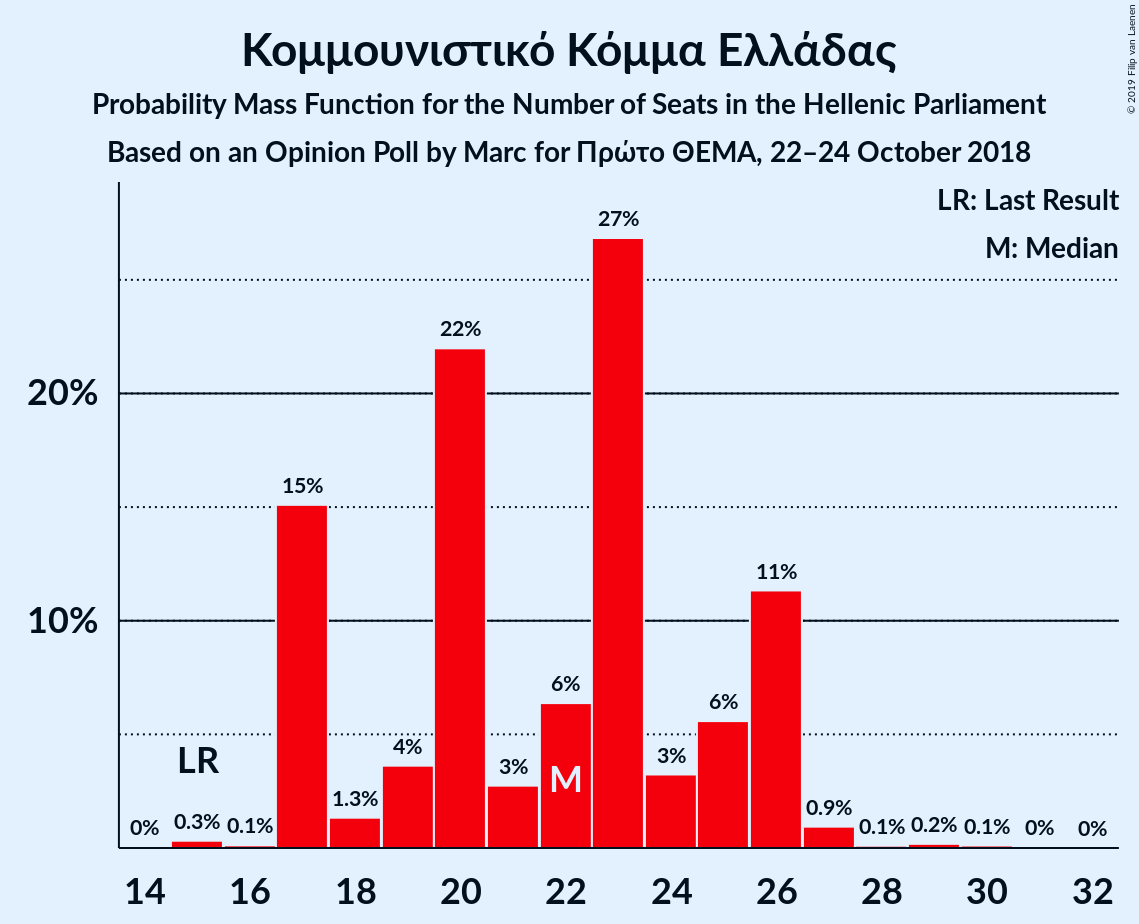 Κομμουνιστικό Κόμμα Ελλάδας
Probability Mass Function for the Number of Seats in the Hellenic Parliament
Based on an Opinion Poll by Marc for Πρώτο ΘΕΜΑ, 22–24 October 2018
© 2019 Filip van Laenen
LR: Last Result
M: Median
20%
10%
0%
0.3%
0.1%
15%
1.3%
4%
22%
3%
6%
27%
3%
6%
11%
0.9%
0.1%
0.2%
0.1%
0%
0%
LR
M
14 16 18 20 22 24 26 28 30 32